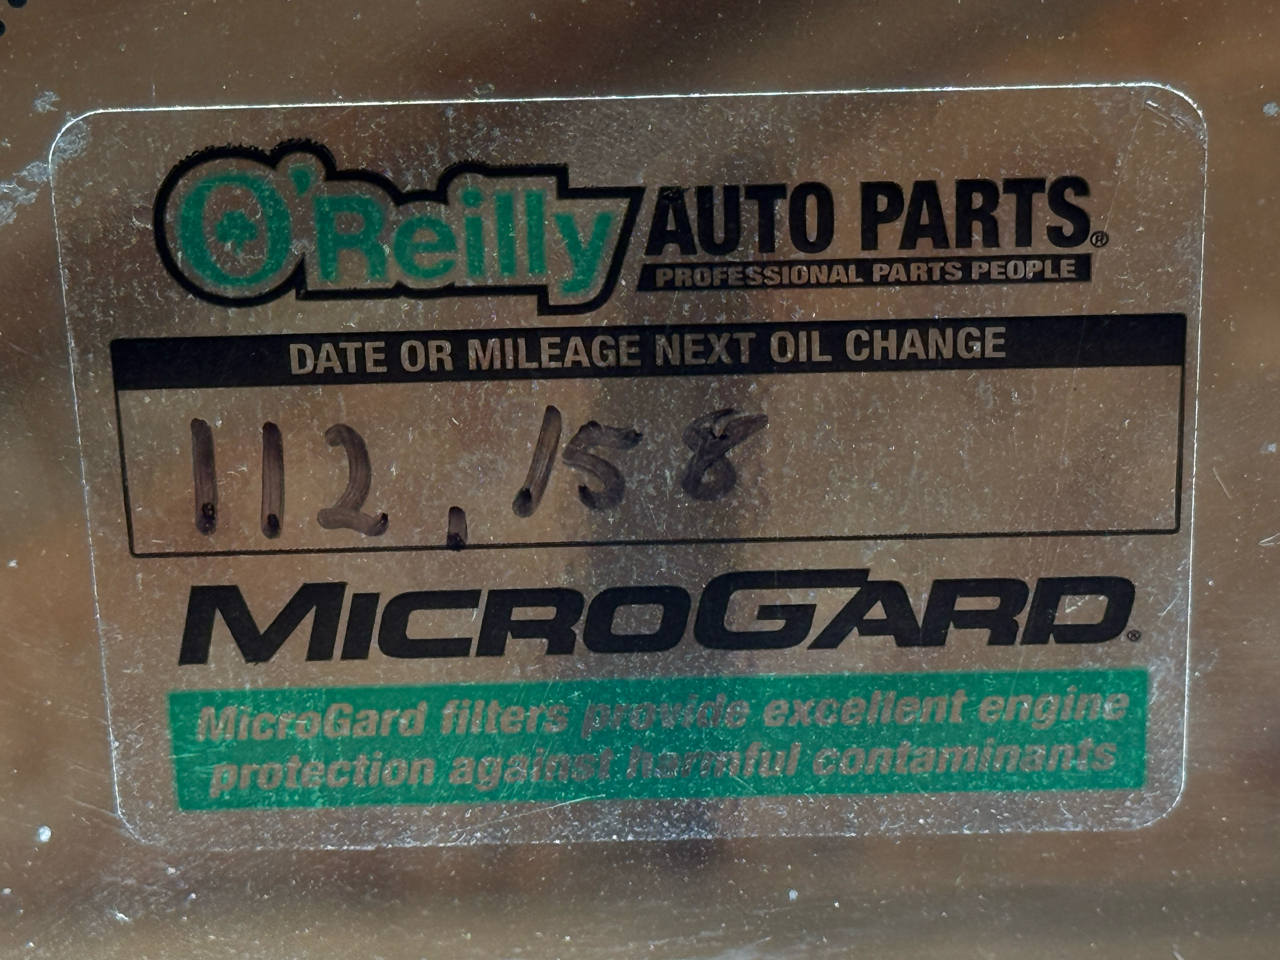 O'Reilly AUTO PARTS®
PROFESSIONAL PARTS PEOPLE
DATE OR MILEAGE NEXT OIL CHANGE
112,158
MICROGARD®
MicroGard filters provide excellent engine
protection against harmful contaminants